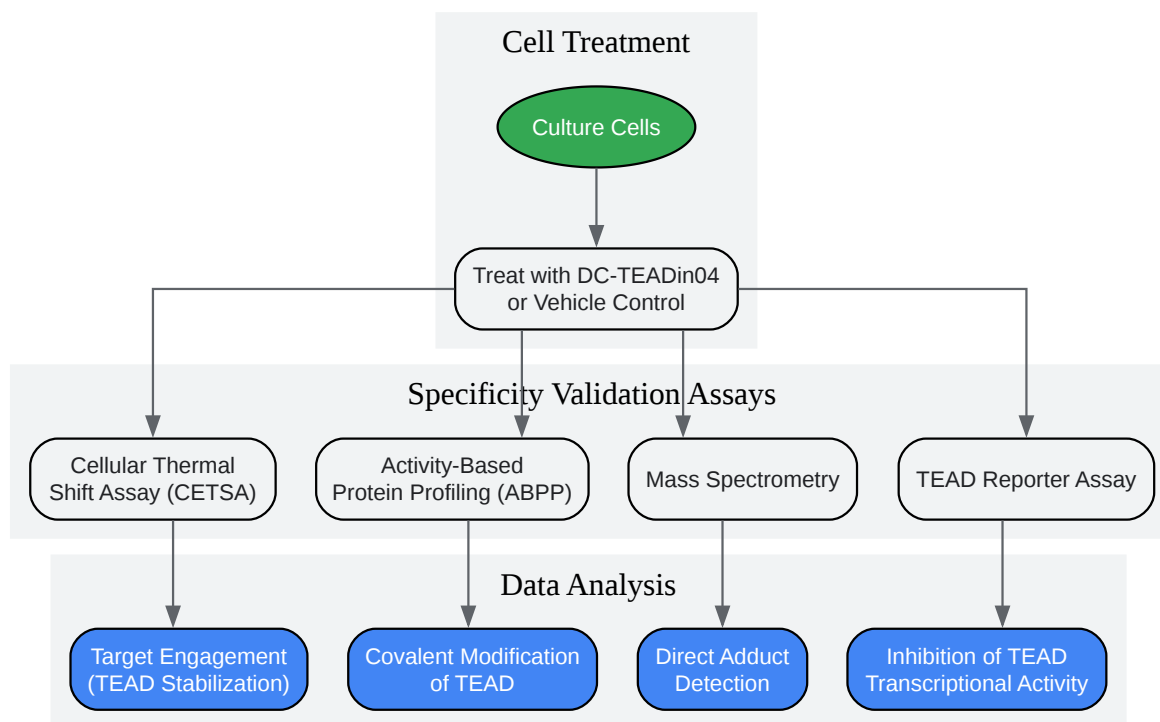 Cell Treatment
Culture Cells
Treat with DC-TEADin04
or Vehicle Control
Specificity Validation Assays
Cellular Thermal
Shift Assay (CETSA)
Activity-Based
Protein Profiling (ABPP)
Mass Spectrometry
TEAD Reporter Assay
Data Analysis
Target Engagement
(TEAD Stabilization)
Covalent Modification
of TEAD
Direct Adduct
Detection
Inhibition of TEAD
Transcriptional Activity